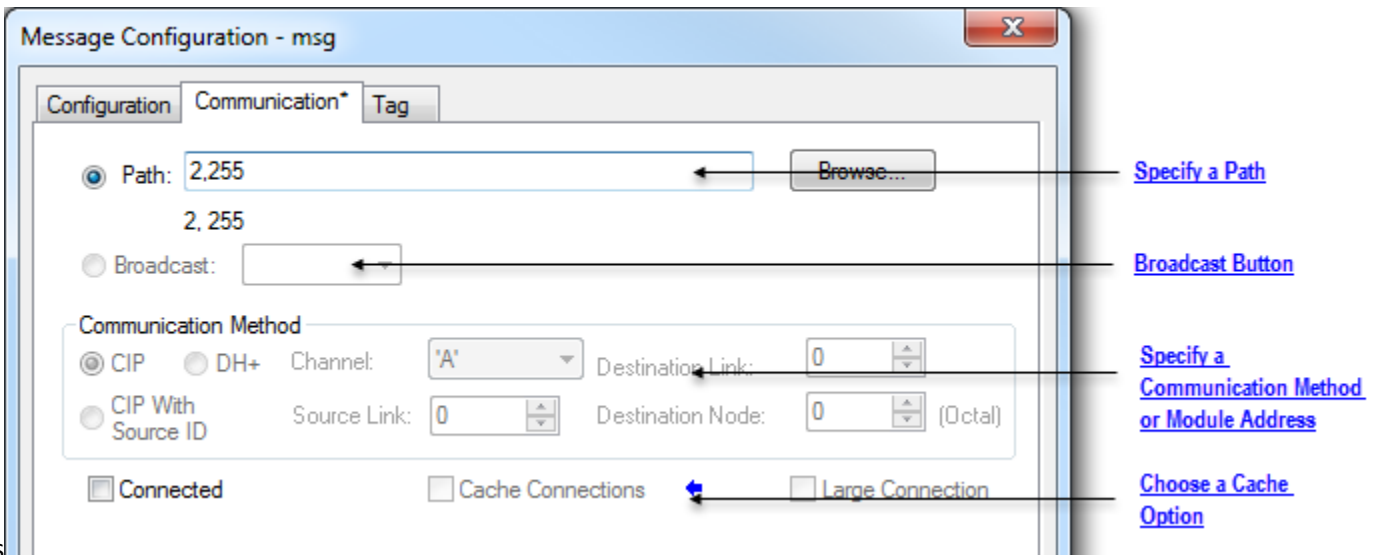 Message Configuration - msg
x
Configuration Communication* Tag
Path: 2,255 Browse... Specify a Path
2, 255
Broadcast: Broadcast Button
Communication Method
CIP DH+ Channel: 'A' Destination Link: 0
Specify a
Communication Method
or Module Address
CIP With
Source ID
Source Link: 0 Destination Node: 0 (Octal)
Connected Cache Connections Large Connection
Choose a Cache
Option
s